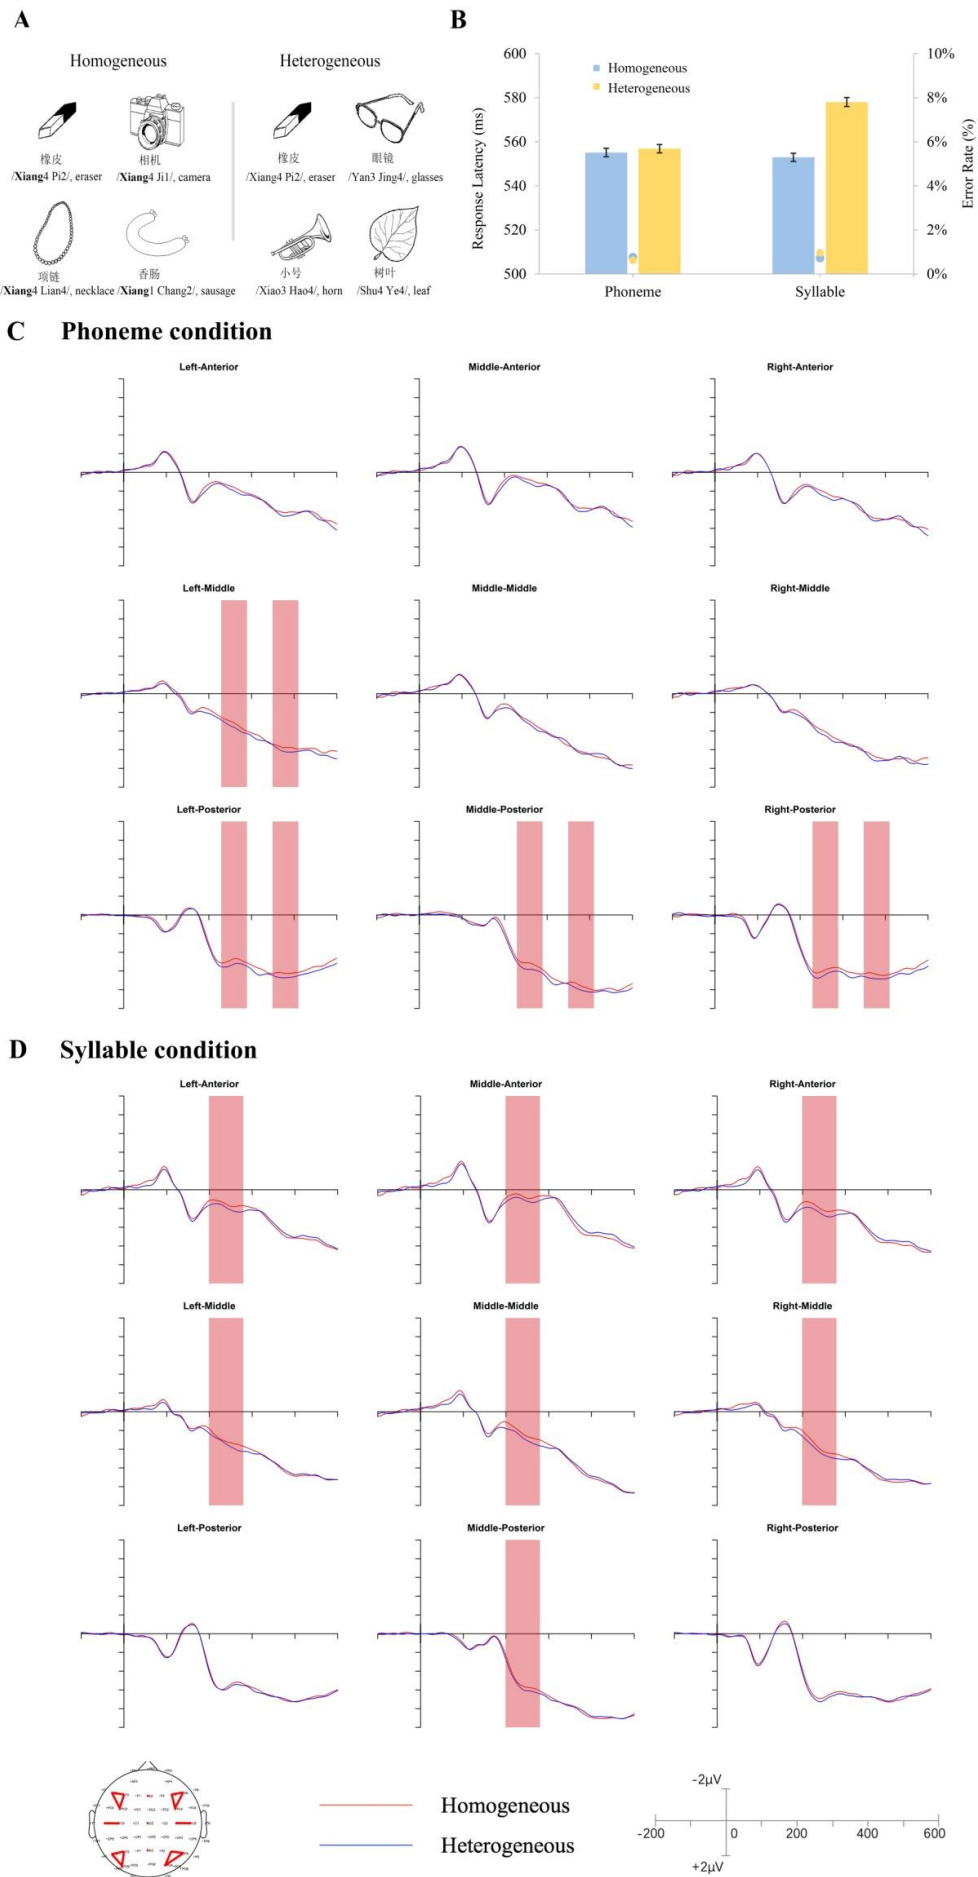 A
Homogeneous
Heterogeneous
橡皮
相机
橡皮
眼镜
/Xiang4 Pi2/, eraser
/Xiang4 Ji1/, camera
/Xiang4 Pi2/, eraser
/Yan3 Jing4/, glasses
项链
香肠
小号
树叶
/Xiang4 Lian4/, necklace
/Xiang1 Chang2/, sausage
/Xiao3 Hao4/, horn
/Shu4 Ye4/, leaf
B
Response Latency (ms)
600
580
560
540
520
500
Homogeneous
Heterogeneous
Phoneme
Syllable
10%
8%
6%
4%
2%
0%
Error Rate (%)
C Phoneme condition
Left-Anterior
Middle-Anterior
Right-Anterior
Left-Middle
Middle-Middle
Right-Middle
Left-Posterior
Middle-Posterior
Right-Posterior
D Syllable condition
Left-Anterior
Middle-Anterior
Right-Anterior
Left-Middle
Middle-Middle
Right-Middle
Left-Posterior
Middle-Posterior
Right-Posterior
Homogeneous
Heterogeneous
-2μV
-200 0 200 400 600
+2μV